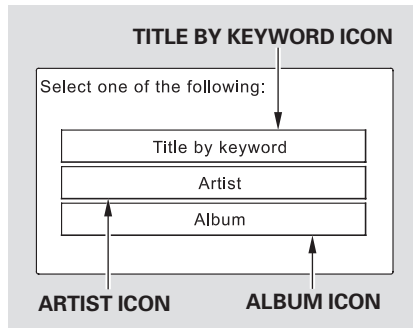 TITLE BY KEYWORD ICON
Select one of the following:
Title by keyword
Artist
Album
ARTIST ICON
ALBUM ICON